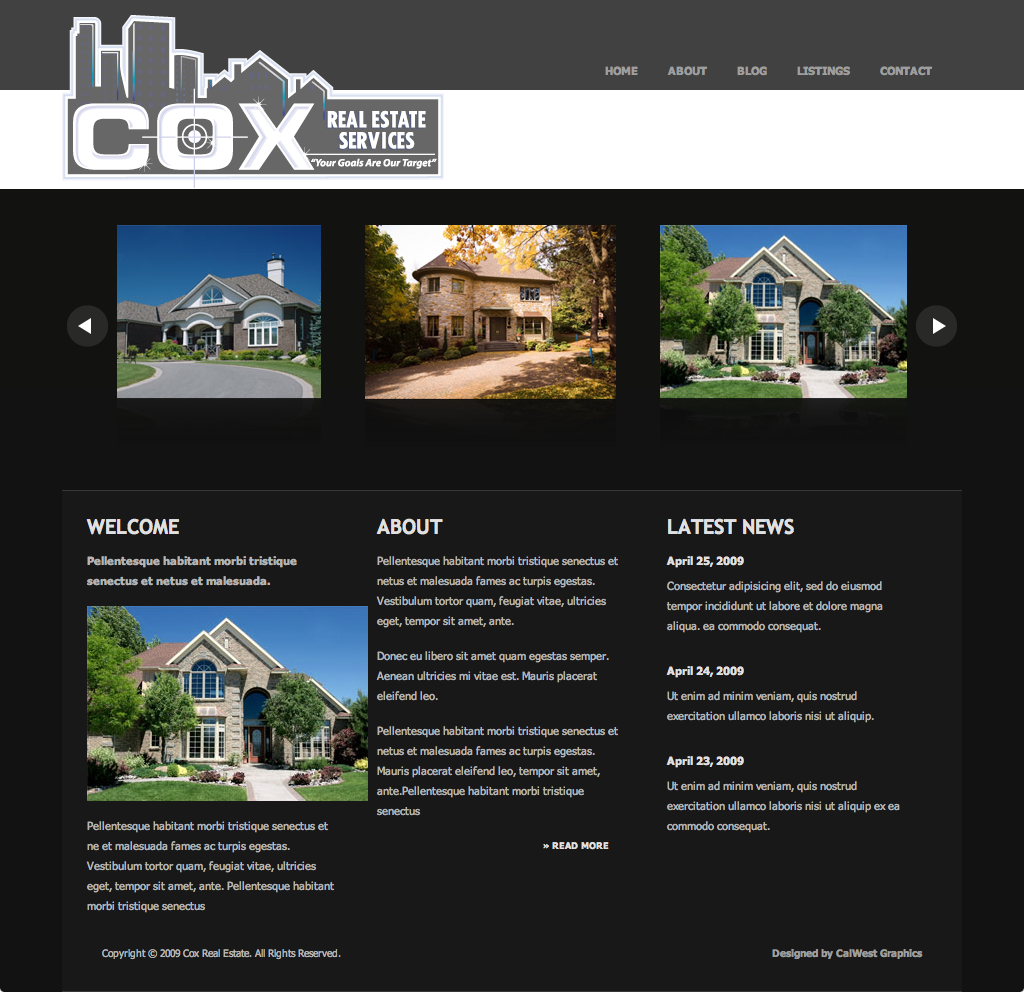 HOME ABOUT BLOG LISTINGS CONTACT
COX
REAL ESTATE
SERVICES
"Your Goals Are Our Target"
WELCOME
Pellentesque habitant morbi tristique
senectus et netus et malesuada.
Pellentesque habitant morbi tristique senectus et
ne et malesuada fames ac turpis egestas.
Vestibulum tortor quam, feugiat vitae, ultricies
eget, tempor sit amet, ante. Pellentesque habitant
morbi tristique senectus
ABOUT
Pellentesque habitant morbi tristique senectus et
netus et malesuada fames ac turpis egestas.
Vestibulum tortor quam, feugiat vitae, ultricies
eget, tempor sit amet, ante.
Donec eu libero sit amet quam egestas semper.
Aenean ultricies mi vitae est. Mauris placerat
eleifend leo.
Pellentesque habitant morbi tristique senectus et
netus et malesuada fames ac turpis egestas.
Mauris placerat eleifend leo, tempor sit amet,
ante.Pellentesque habitant morbi tristique
senectus
» READ MORE
LATEST NEWS
April 25, 2009
Consectetur adipisicing elit, sed do eiusmod
tempor incididunt ut labore et dolore magna
aliqua. ea commodo consequat.
April 24, 2009
Ut enim ad minim veniam, quis nostrud
exercitation ullamco laboris nisi ut aliquip.
April 23, 2009
Ut enim ad minim veniam, quis nostrud
exercitation ullamco laboris nisi ut aliquip ex ea
commodo consequat.
Copyright © 2009 Cox Real Estate. All Rights Reserved.
Designed by CalWest Graphics